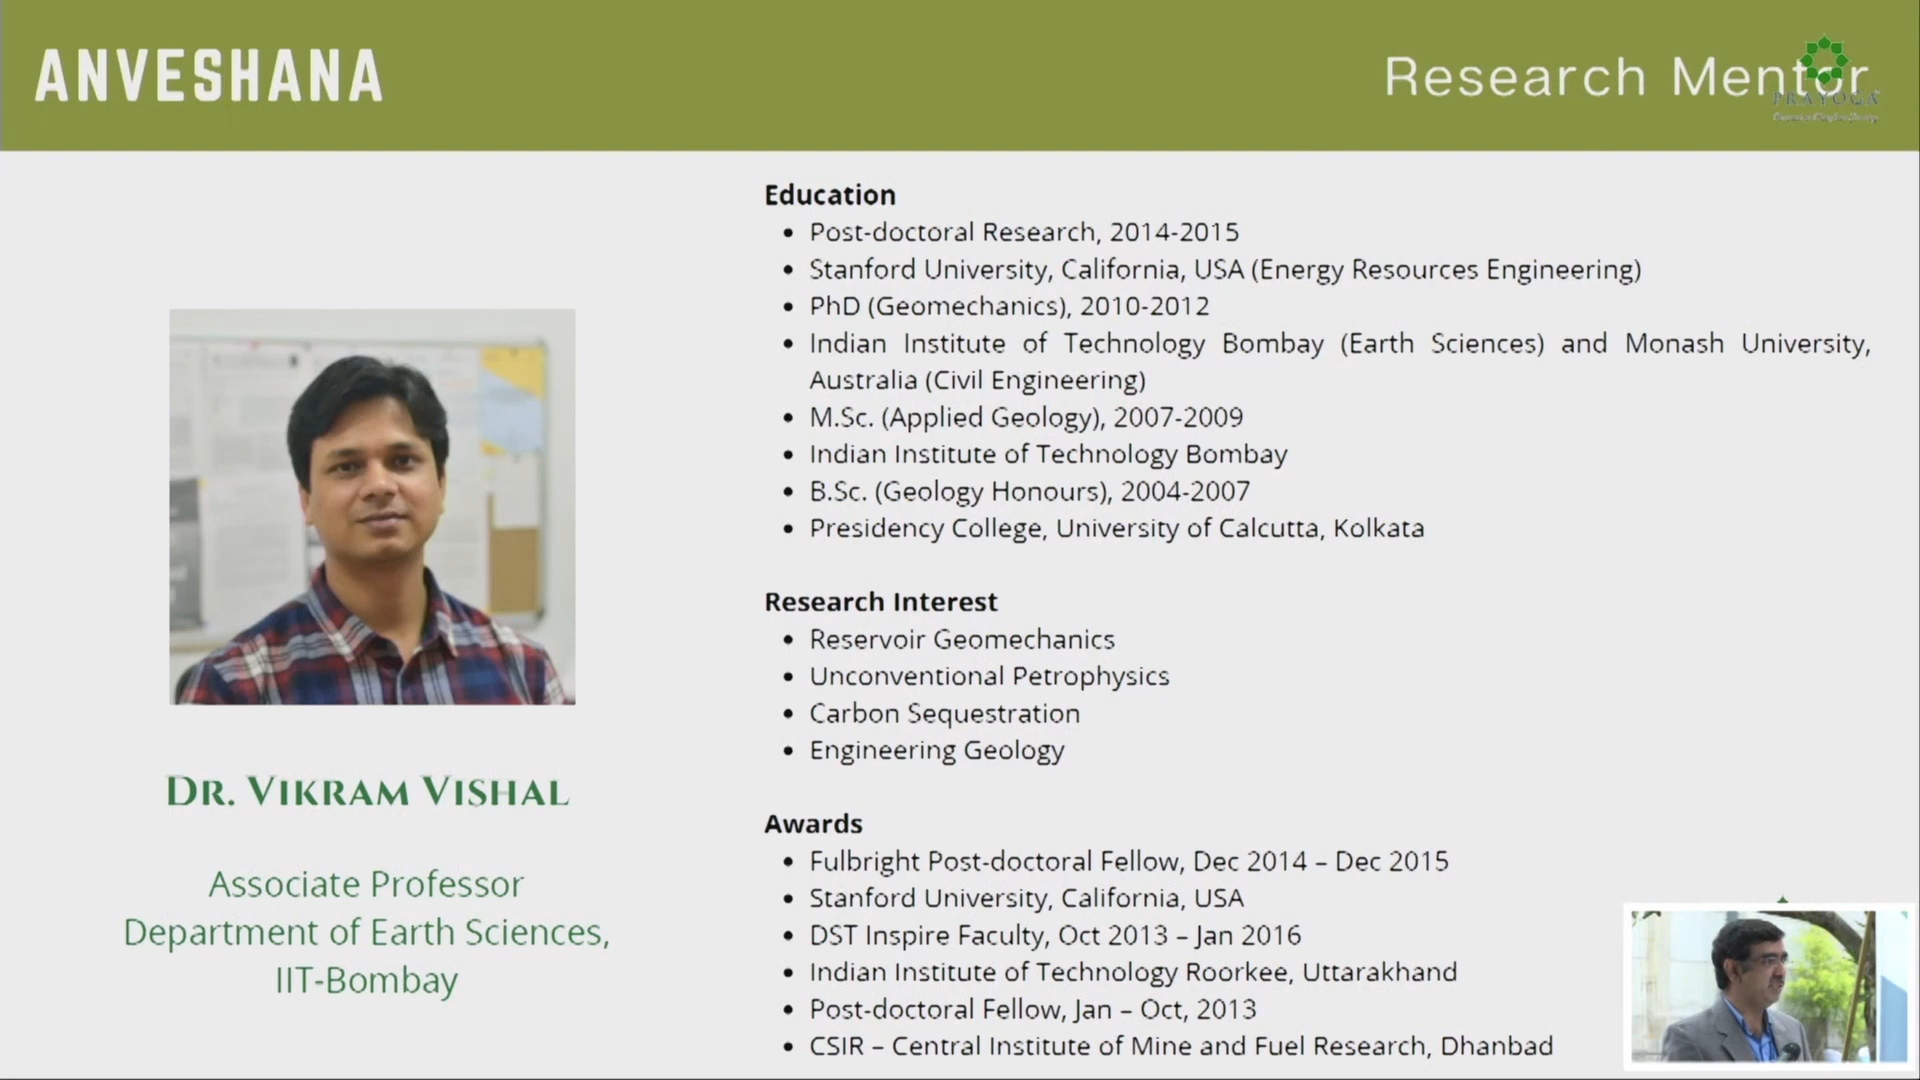 ANVESHANA
Research Mentor
PRAYOGA
Education
• Post-doctoral Research, 2014-2015
• Stanford University, California, USA (Energy Resources Engineering)
• PhD (Geomechanics), 2010-2012
• Indian Institute of Technology Bombay (Earth Sciences) and Monash University,
Australia (Civil Engineering)
• M.Sc. (Applied Geology), 2007-2009
• Indian Institute of Technology Bombay
• B.Sc. (Geology Honours), 2004-2007
• Presidency College, University of Calcutta, Kolkata
Research Interest
• Reservoir Geomechanics
• Unconventional Petrophysics
• Carbon Sequestration
• Engineering Geology
Awards
• Fulbright Post-doctoral Fellow, Dec 2014 – Dec 2015
• Stanford University, California, USA
• DST Inspire Faculty, Oct 2013 – Jan 2016
• Indian Institute of Technology Roorkee, Uttarakhand
• Post-doctoral Fellow, Jan – Oct, 2013
• CSIR – Central Institute of Mine and Fuel Research, Dhanbad
DR. VIKRAM VISHAL
Associate Professor
Department of Earth Sciences,
IIT-Bombay